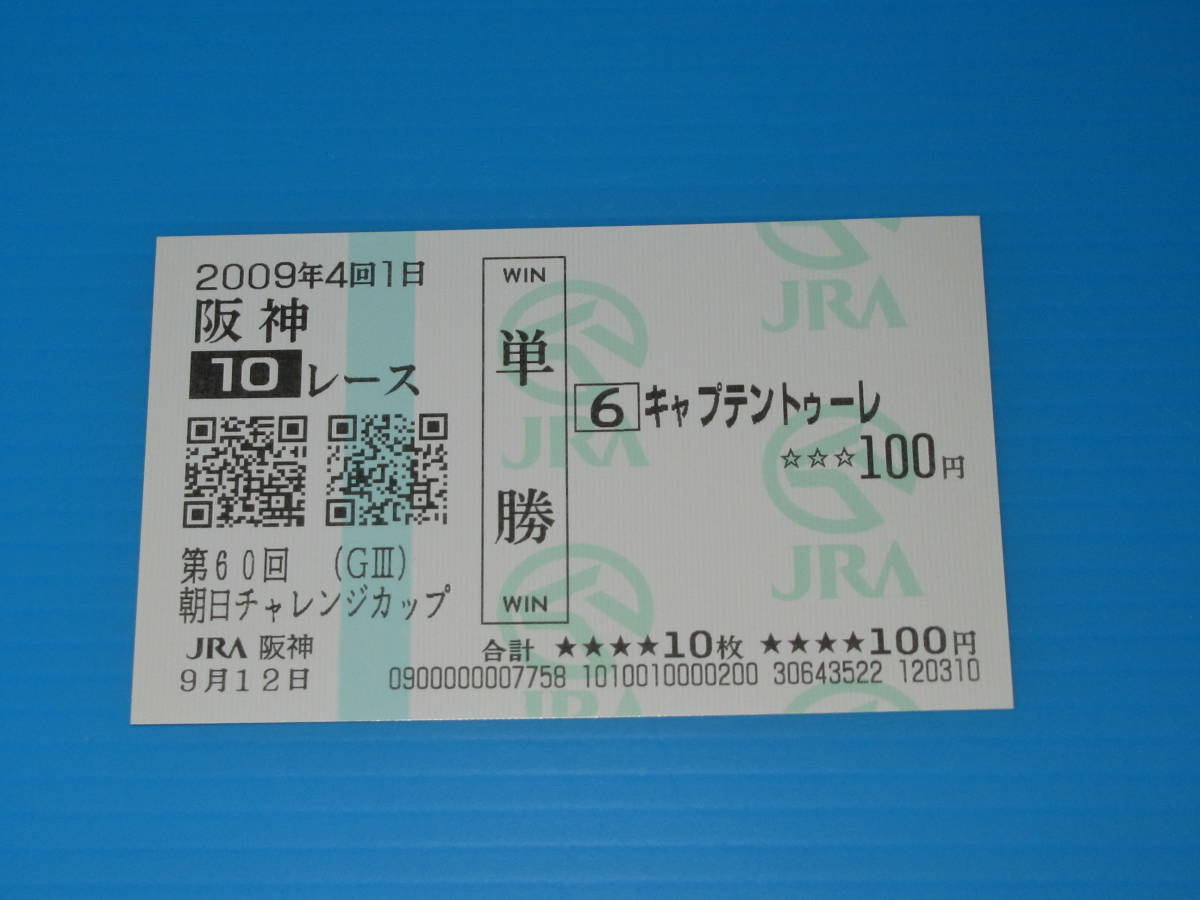 2009年4回1日
阪神
10レース
第60回 (GⅢ)
朝日チャレンジカップ
JRA 阪神
9月12日
WIN
単勝
WIN
6 キャプテントゥーレ
☆☆☆100円
合計 ★★★★10枚 ★★★★100円
0900000007758 1010010000200 30643522 120310
JRA
JRA
JRA
JRA